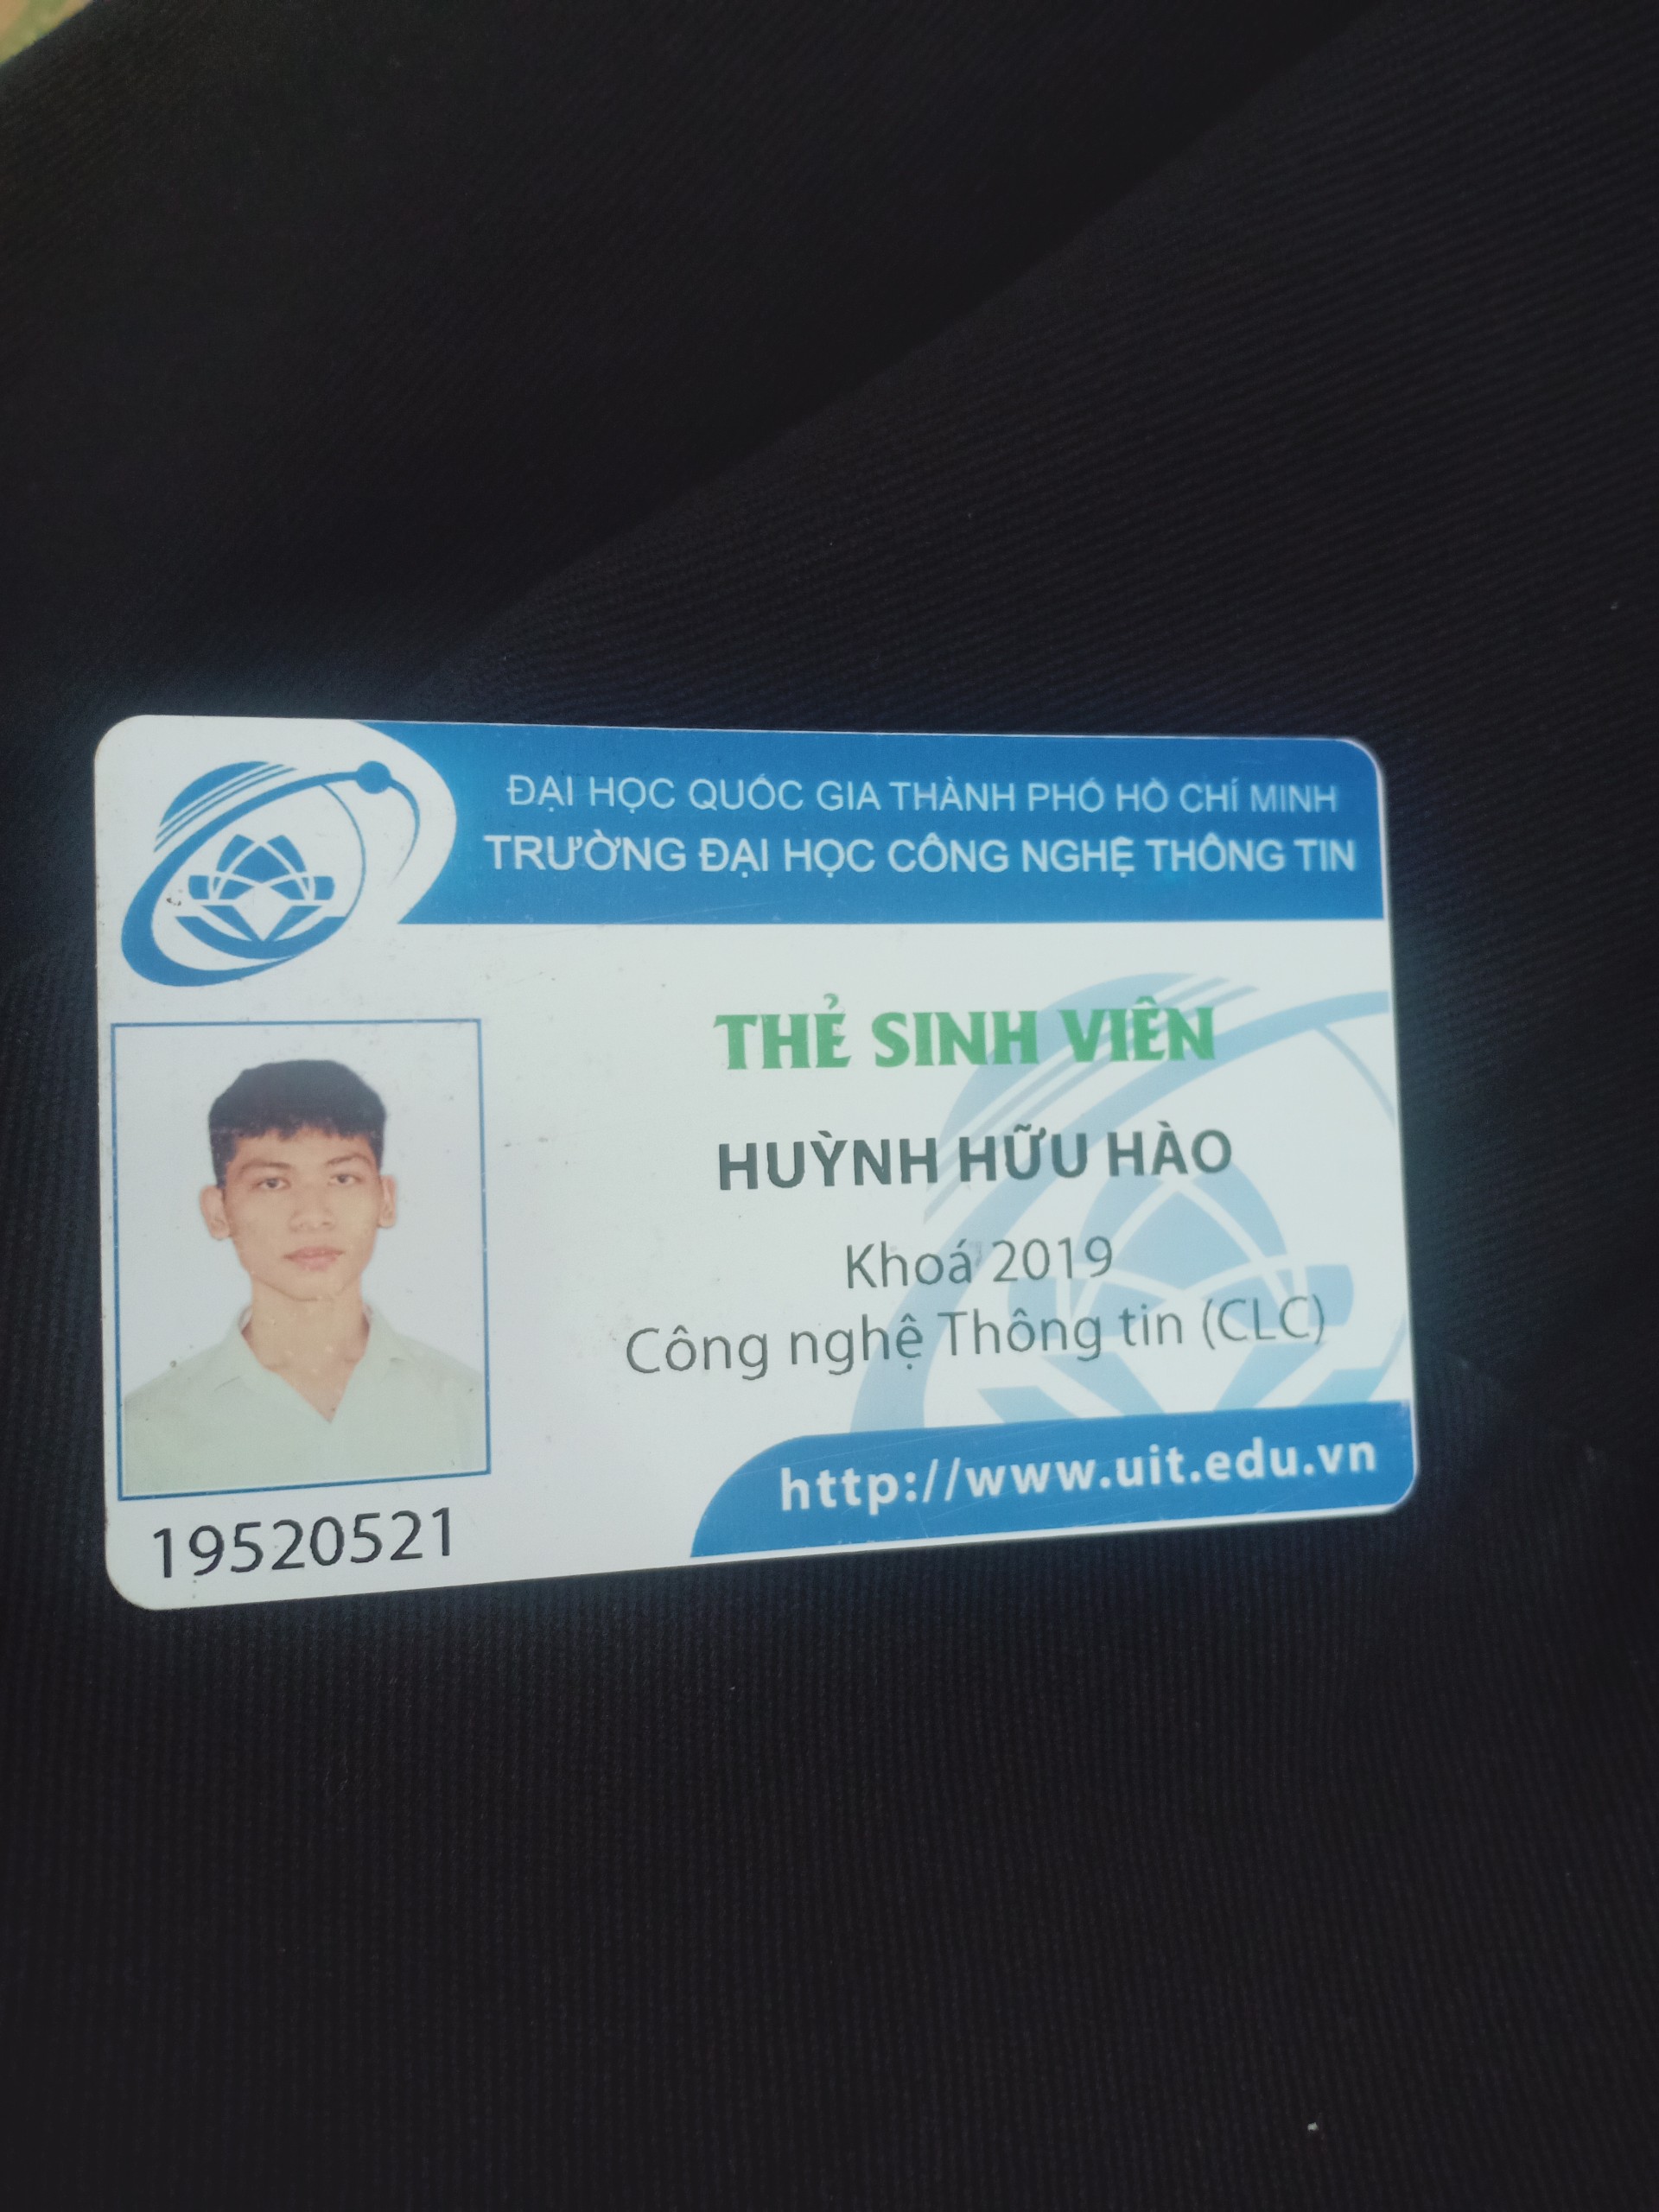 ĐẠI HỌC QUỐC GIA THÀNH PHỐ HỒ CHÍ MINH
TRƯỜNG ĐẠI HỌC CÔNG NGHỆ THÔNG TIN
THẺ SINH VIÊN
HUỲNH HỮU HÀO
Khoá 2019
Công nghệ Thông tin (CLC)
http://www.uit.edu.vn
19520521